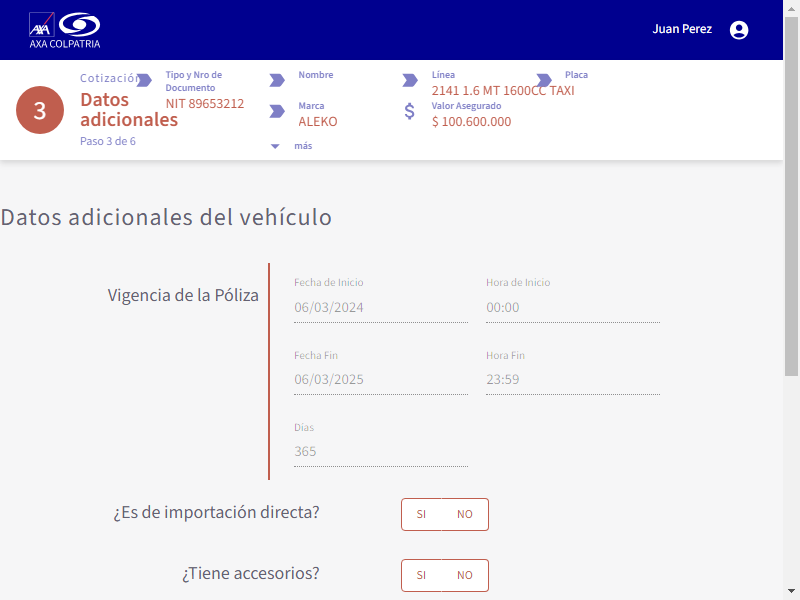 AXA
AXA COLPATRIA
Juan Perez
3
Cotización
Datos
adicionales
Paso 3 de 6
Tipo y Nro de
Documento
NIT 89653212
Nombre
Marca
ALEKO
más
Línea
2141 1.6 MT 1600CC TAXI
Valor Asegurado
$ $ 100.600.000
Placa
Datos adicionales del vehículo
Vigencia de la Póliza
Fecha de Inicio
06/03/2024
Hora de Inicio
00:00
Fecha Fin
06/03/2025
Hora Fin
23:59
Días
365
¿Es de importación directa?
SI NO
¿Tiene accesorios?
SI NO